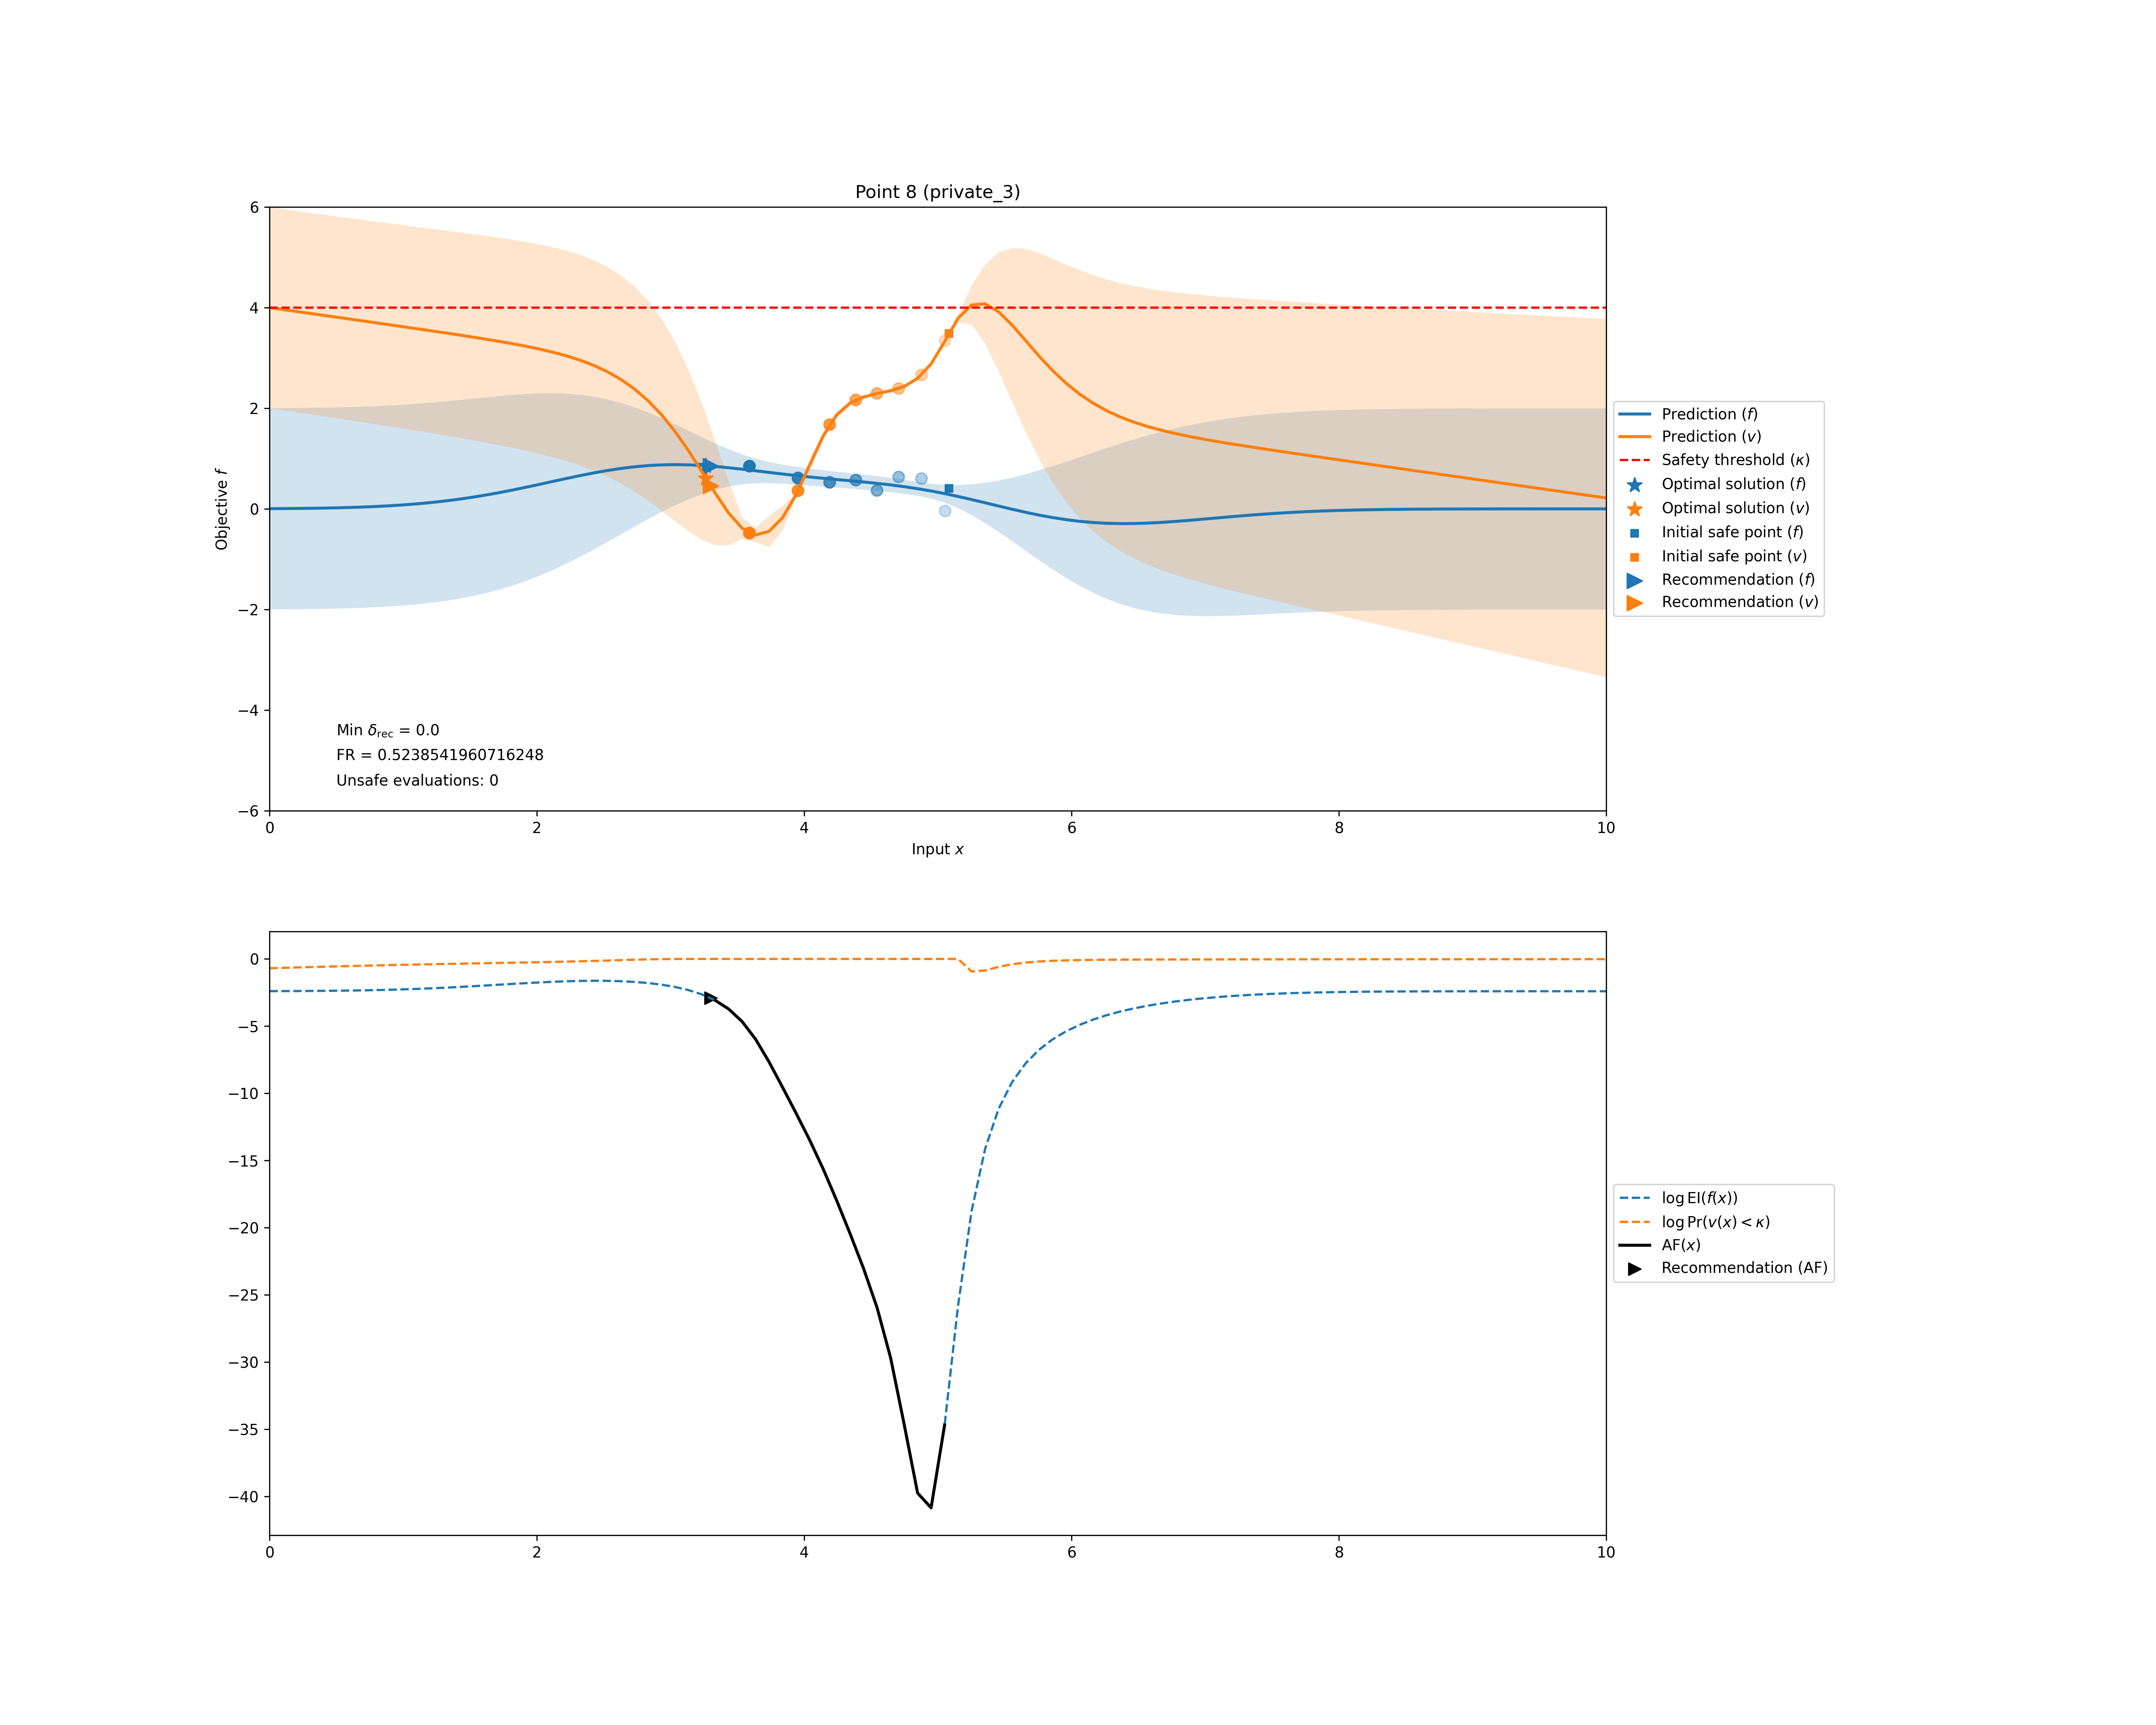 Point 8 (private_3)
6
4
2
0
−2
−4
−6
Objective f
Min δrec = 0.0
FR = 0.5238541960716248
Unsafe evaluations: 0
0 2 4 6 8 10
Input x
Prediction (f)
Prediction (v)
Safety threshold (κ)
Optimal solution (f)
Optimal solution (v)
Initial safe point (f)
Initial safe point (v)
Recommendation (f)
Recommendation (v)
0
−5
−10
−15
−20
−25
−30
−35
−40
0 2 4 6 8 10
log EI(f(x))
log Pr(v(x) < κ)
AF(x)
Recommendation (AF)